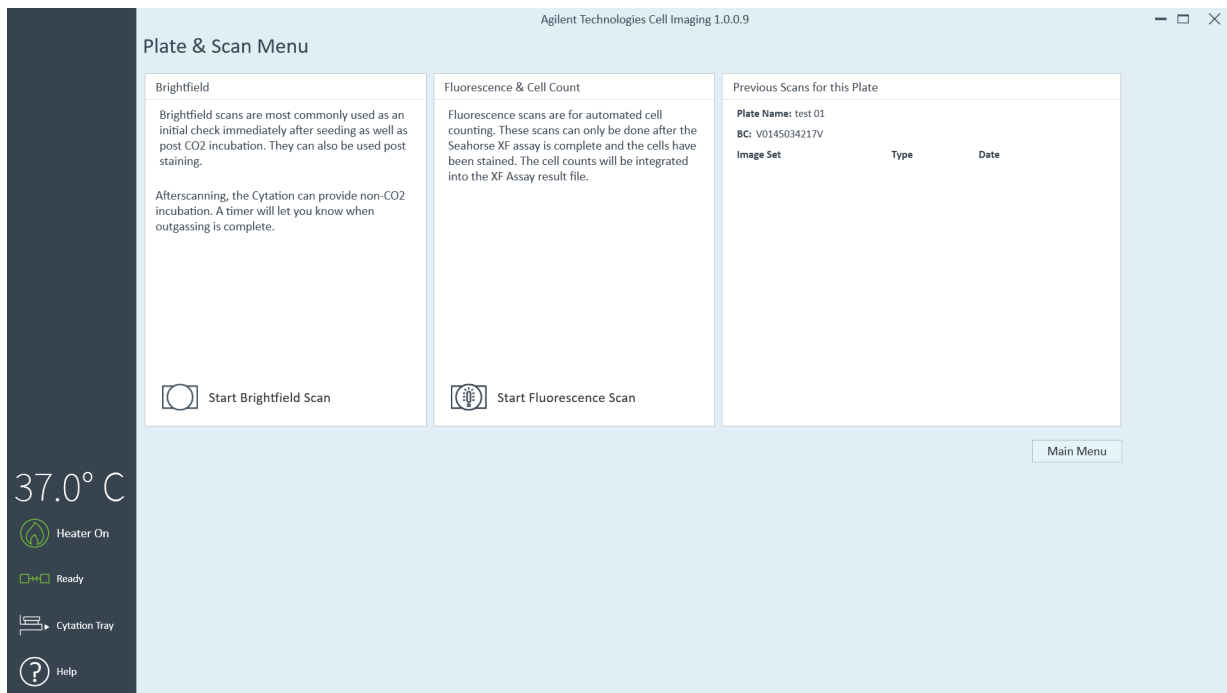 Agilent Technologies Cell Imaging 1.0.0.9
Plate & Scan Menu
Brightfield
Brightfield scans are most commonly used as an
initial check immediately after seeding as well as
post CO2 incubation. They can also be used post
staining.
Afterscanning, the Cytation can provide non-CO2
incubation. A timer will let you know when
outgassing is complete.
Start Brightfield Scan
Fluorescence & Cell Count
Fluorescence scans are for automated cell
counting. These scans can only be done after the
Seahorse XF assay is complete and the cells have
been stained. The cell counts will be integrated
into the XF Assay result file.
Start Fluorescence Scan
Previous Scans for this Plate
Plate Name: test 01
BC: V0145034217V
Image Set Type Date
Main Menu
37.0° C
Heater On
Ready
Cytation Tray
? Help